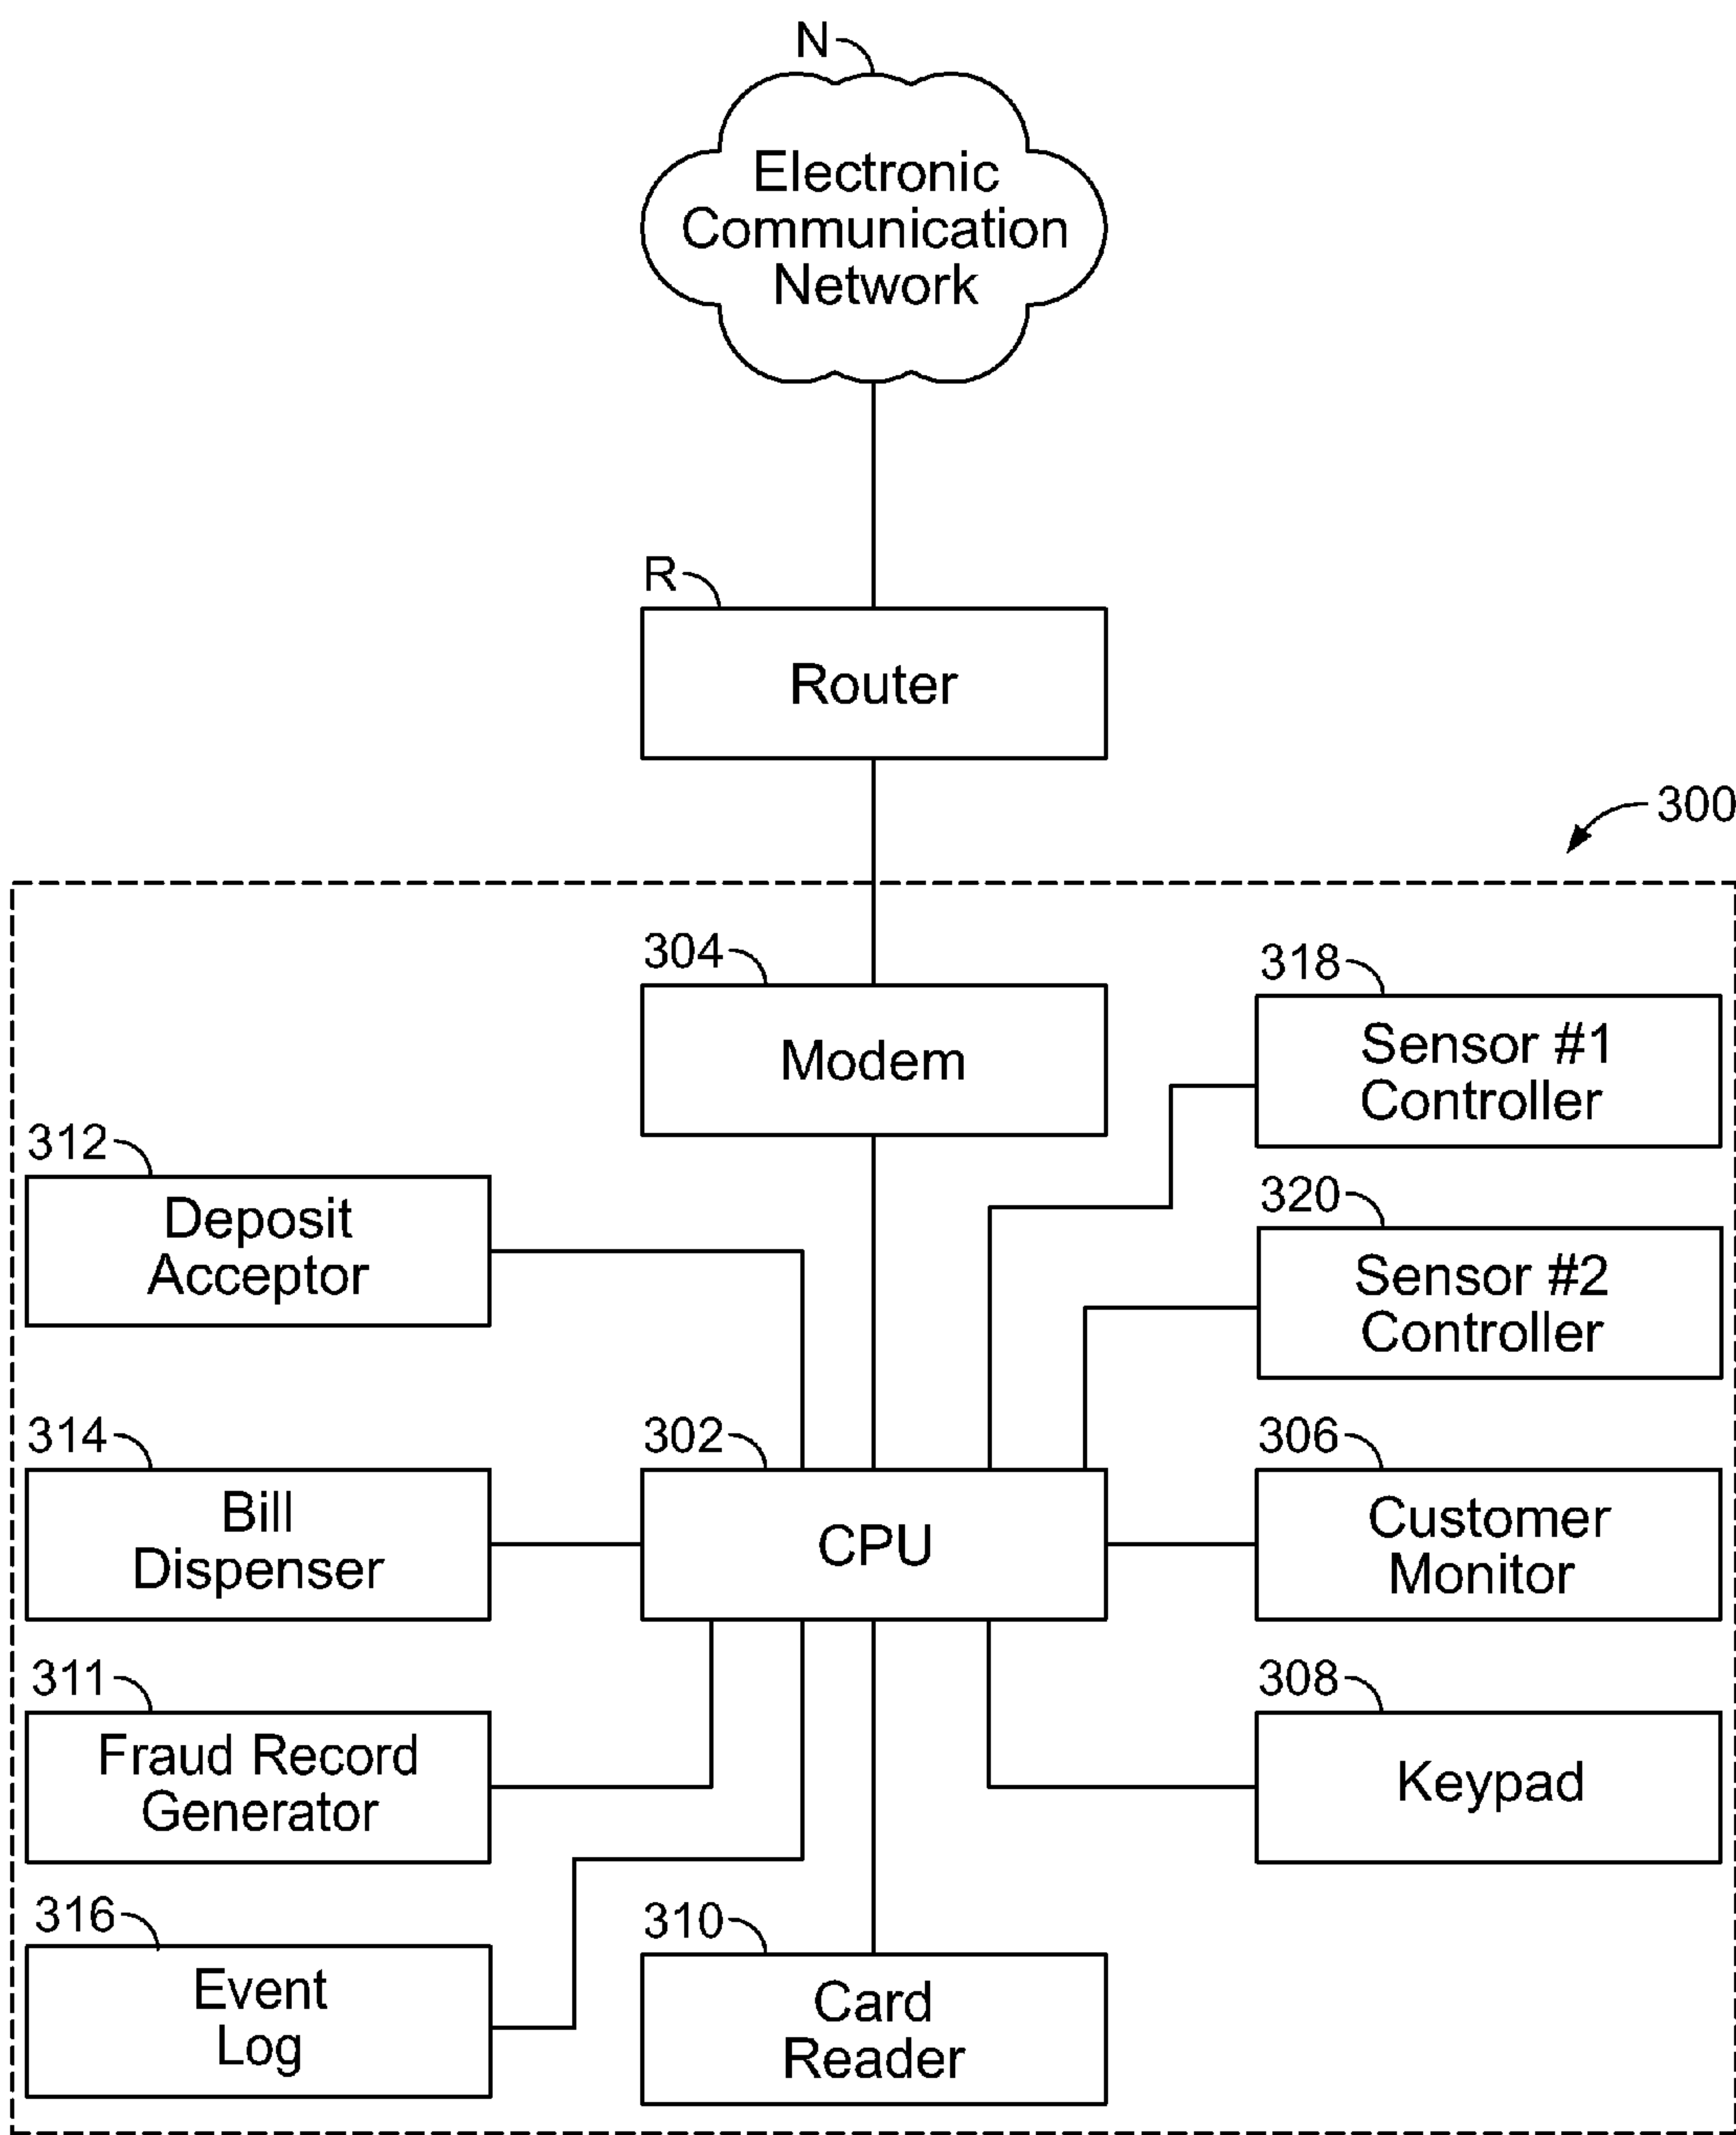 N
Electronic
Communication
Network
R
Router
300
304
Modem
318
Sensor #1
Controller
312
Deposit
Acceptor
320
Sensor #2
Controller
314
Bill
Dispenser
302
CPU
306
Customer
Monitor
311
Fraud Record
Generator
308
Keypad
316
Event
Log
310
Card
Reader